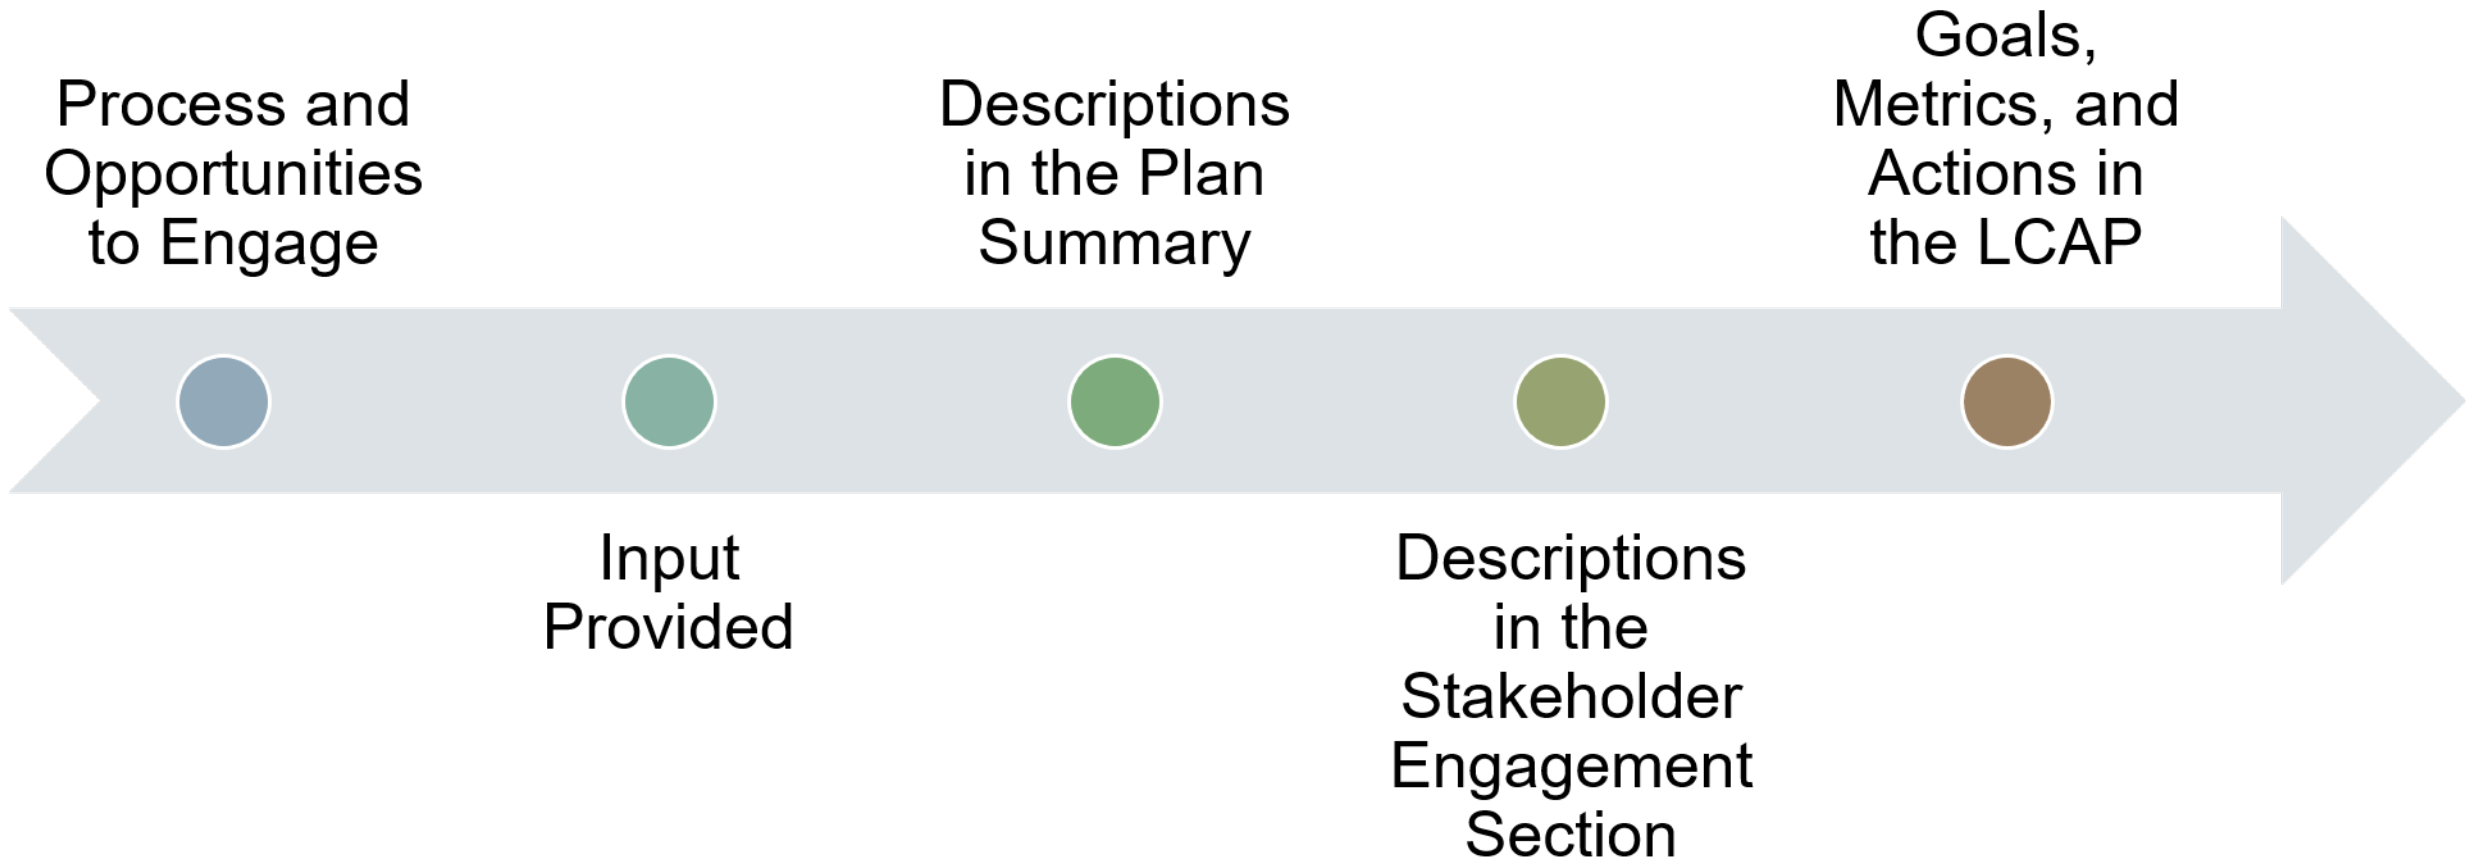 Process and
Opportunities
to Engage
Input
Provided
Descriptions
in the Plan
Summary
Descriptions
in the
Stakeholder
Engagement
Section
Goals,
Metrics, and
Actions in
the LCAP